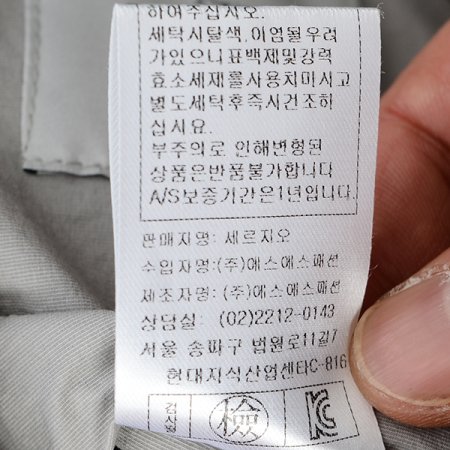 하여주십시오.
세탁시탈색,이염될우려
가있으니표백제및강력
효소세제를사용치마시고
별도세탁후즉시건조하
십시요.
부주의로 인해변형된
상품은반품불가합니다
A/S보증기간은1년입니다.
판매자명: 세르지오
수입자명:(주)에스에스패션
제조자명: (주)에스에스패션
상담실: (02)2212-0143
서울 송파구 법원로11길7
현대지식산업센타C-816
검사필 檢